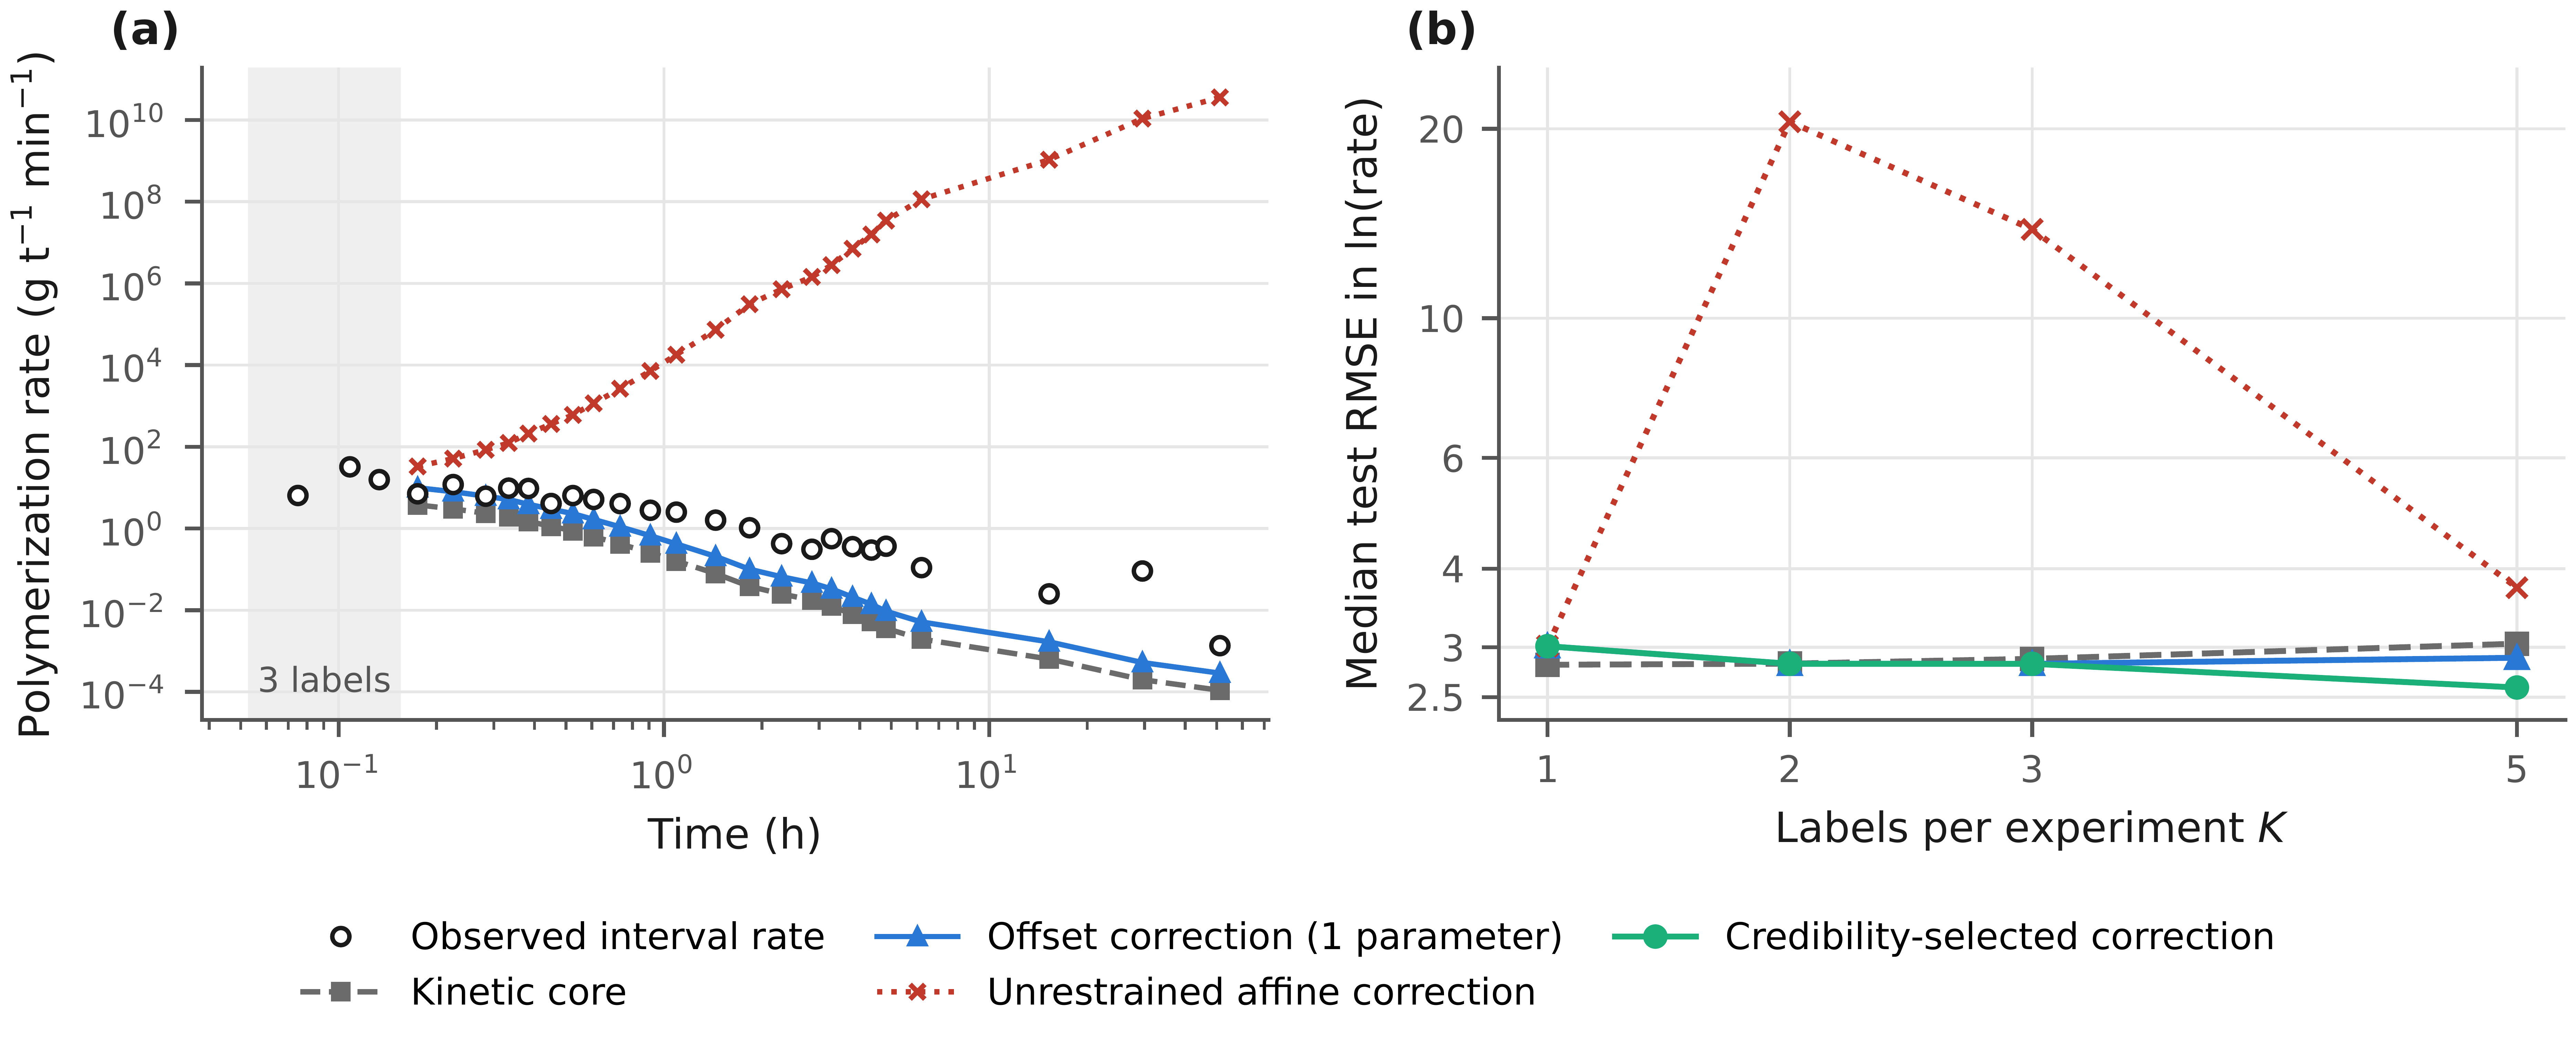 (a)
Polymerization rate (g t⁻¹ min⁻¹)
10¹⁰
10⁸
10⁶
10⁴
10²
10⁰
10⁻²
10⁻⁴
3 labels
10⁻¹
10⁰
10¹
Time (h)
(b)
Median test RMSE in ln(rate)
20
10
6
4
3
2.5
1
2
3
5
Labels per experiment K
Observed interval rate
Kinetic core
Offset correction (1 parameter)
Unrestrained affine correction
Credibility-selected correction